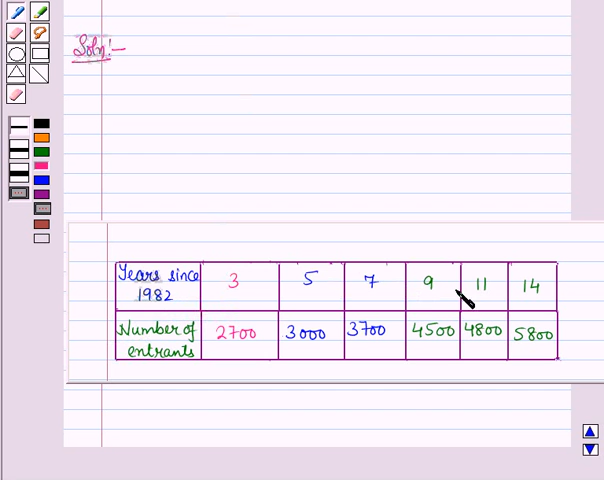 Soln:-
Years since 3 5 7 9 11 14
1982
Number of 2700 3000 3700 4500 4800 5800
entrants